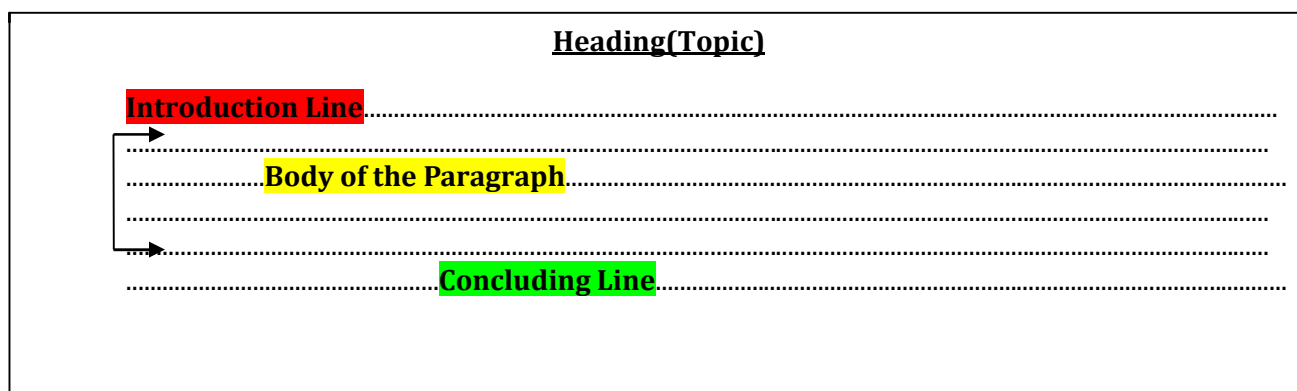 Heading(Topic)
Introduction Line..........................................................................................................................................................
................................................................................................................................................................................................
.......................Body of the Paragraph.........................................................................................................................
................................................................................................................................................................................................
................................................................................................................................................................................................
....................................................Concluding Line..........................................................................................................